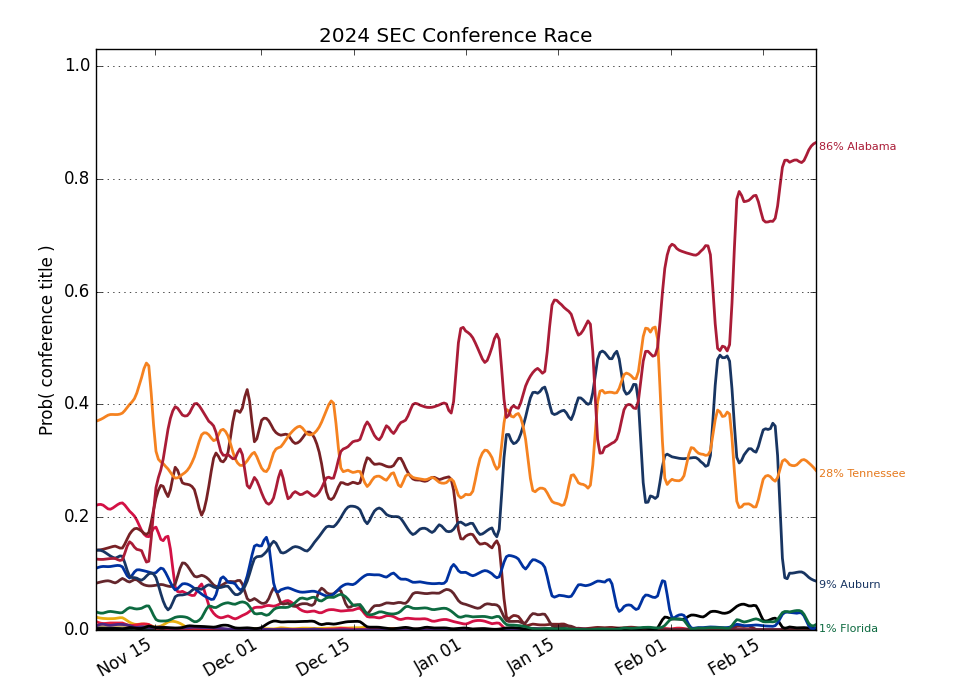 2024 SEC Conference Race
Prob( conference title )
1.0
0.8
0.6
0.4
0.2
0.0
86% Alabama
28% Tennessee
9% Auburn
1% Florida
Nov 15
Dec 01
Dec 15
Jan 01
Jan 15
Feb 01
Feb 15